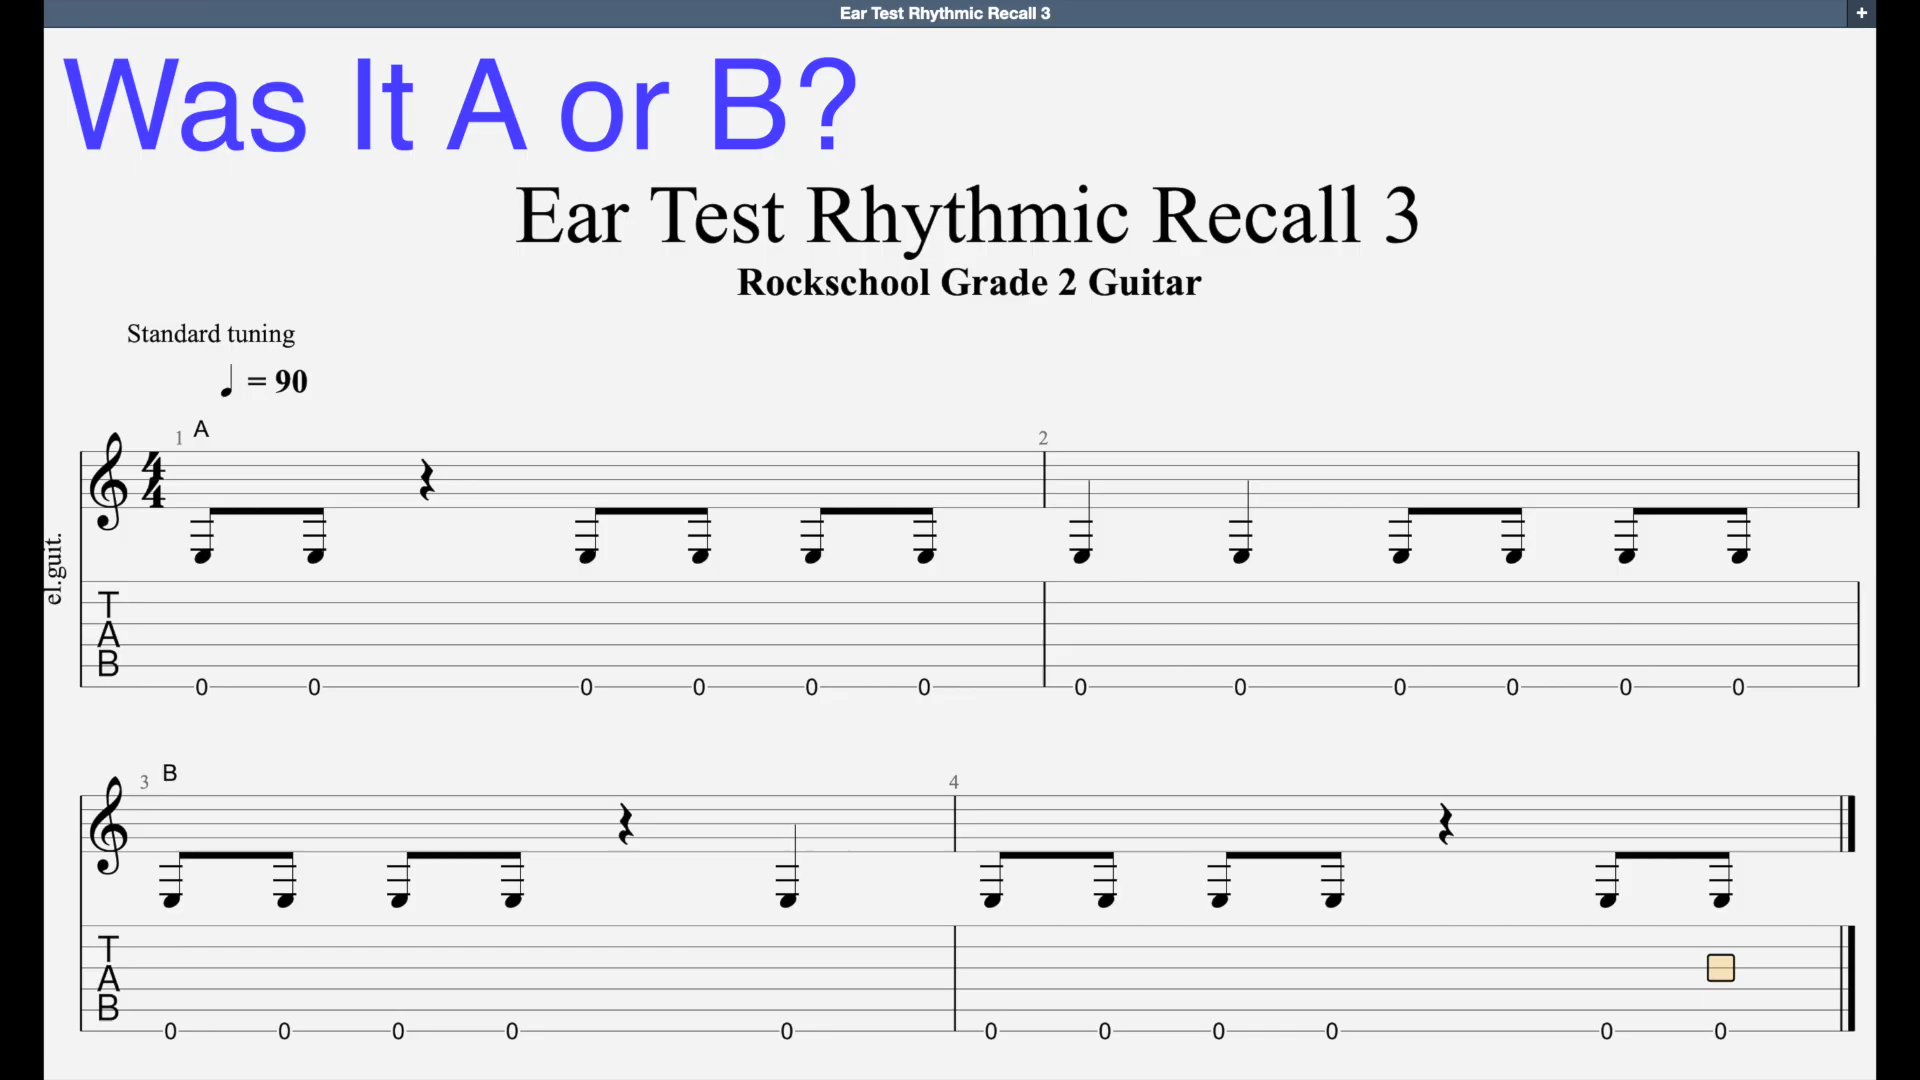 Ear Test Rhythmic Recall 3 +
Was It A or B?
Ear Test Rhythmic Recall 3
Rockschool Grade 2 Guitar
Standard tuning
= 90
1 A 2
4
4
el.guit.
T
A
B
0 0 0 0 0 0 0 0 0 0 0 0
3 B 4
T
A
B
0 0 0 0 0 0 0 0 0 0 0